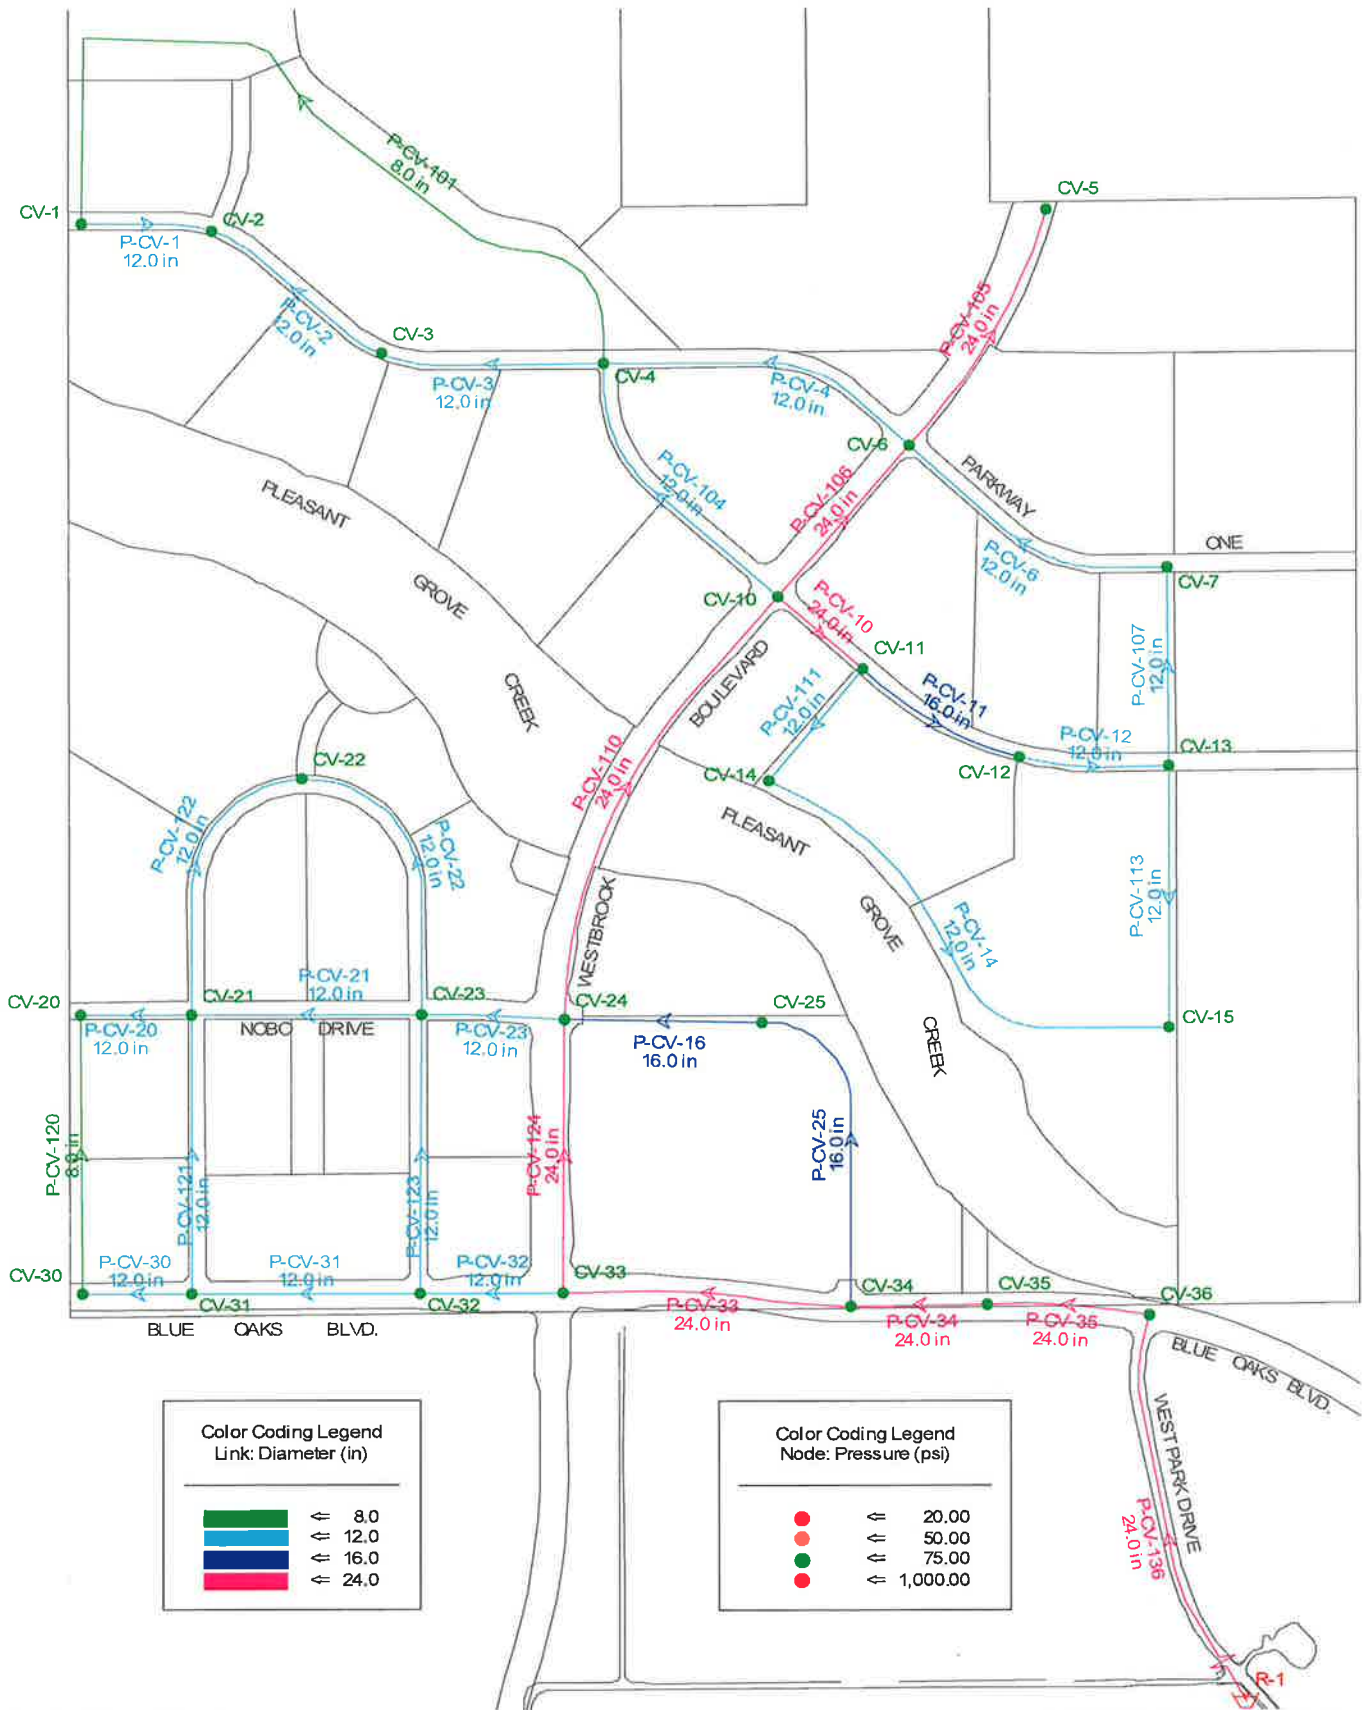 P-CV-101
8.0 in
CV-5
CV-1
CV-2
P-CV-1
12.0 in
P-CV-105
24.0 in
P-CV-2
12.0 in
CV-3
CV-4
P-CV-3
12.0 in
P-CV-4
12.0 in
CV-6
P-CV-104
12.0 in
P-CV-106
24.0 in
PARKWAY
ONE
PLEASANT
GROVE
CREEK
P-CV-6
12.0 in
CV-7
CV-10
P-CV-10
24.0 in
CV-11
BOULEVARD
P-CV-107
12.0 in
P-CV-111
12.0 in
P-CV-11
16.0 in
P-CV-12
12.0 in
CV-13
CV-12
CV-14
P-CV-110
24.0 in
CV-22
P-CV-122
12.0 in
P-CV-22
12.0 in
PLEASANT
GROVE
CREEK
P-CV-113
12.0 in
P-CV-14
12.0 in
WESTBROOK
P-CV-21
12.0 in
CV-20
CV-21
CV-23
CV-24
CV-25
CV-15
P-CV-20
12.0 in
NOBO DRIVE
P-CV-23
12.0 in
P-CV-16
16.0 in
P-CV-120
8.0 in
P-CV-121
12.0 in
P-CV-123
12.0 in
P-CV-124
24.0 in
P-CV-25
16.0 in
CV-30
P-CV-30
12.0 in
P-CV-31
12.0 in
P-CV-32
12.0 in
CV-33
CV-34
CV-35
CV-36
CV-31
CV-32
P-CV-33
24.0 in
P-CV-34
24.0 in
P-CV-35
24.0 in
BLUE OAKS BLVD.
BLUE OAKS BLVD.
WESTPARK DRIVE
P-CV-136
24.0 in
R-1
Color Coding Legend
Link: Diameter (in)
⇐ 8.0
⇐ 12.0
⇐ 16.0
⇐ 24.0
Color Coding Legend
Node: Pressure (psi)
⇐ 20.00
⇐ 50.00
⇐ 75.00
⇐ 1,000.00